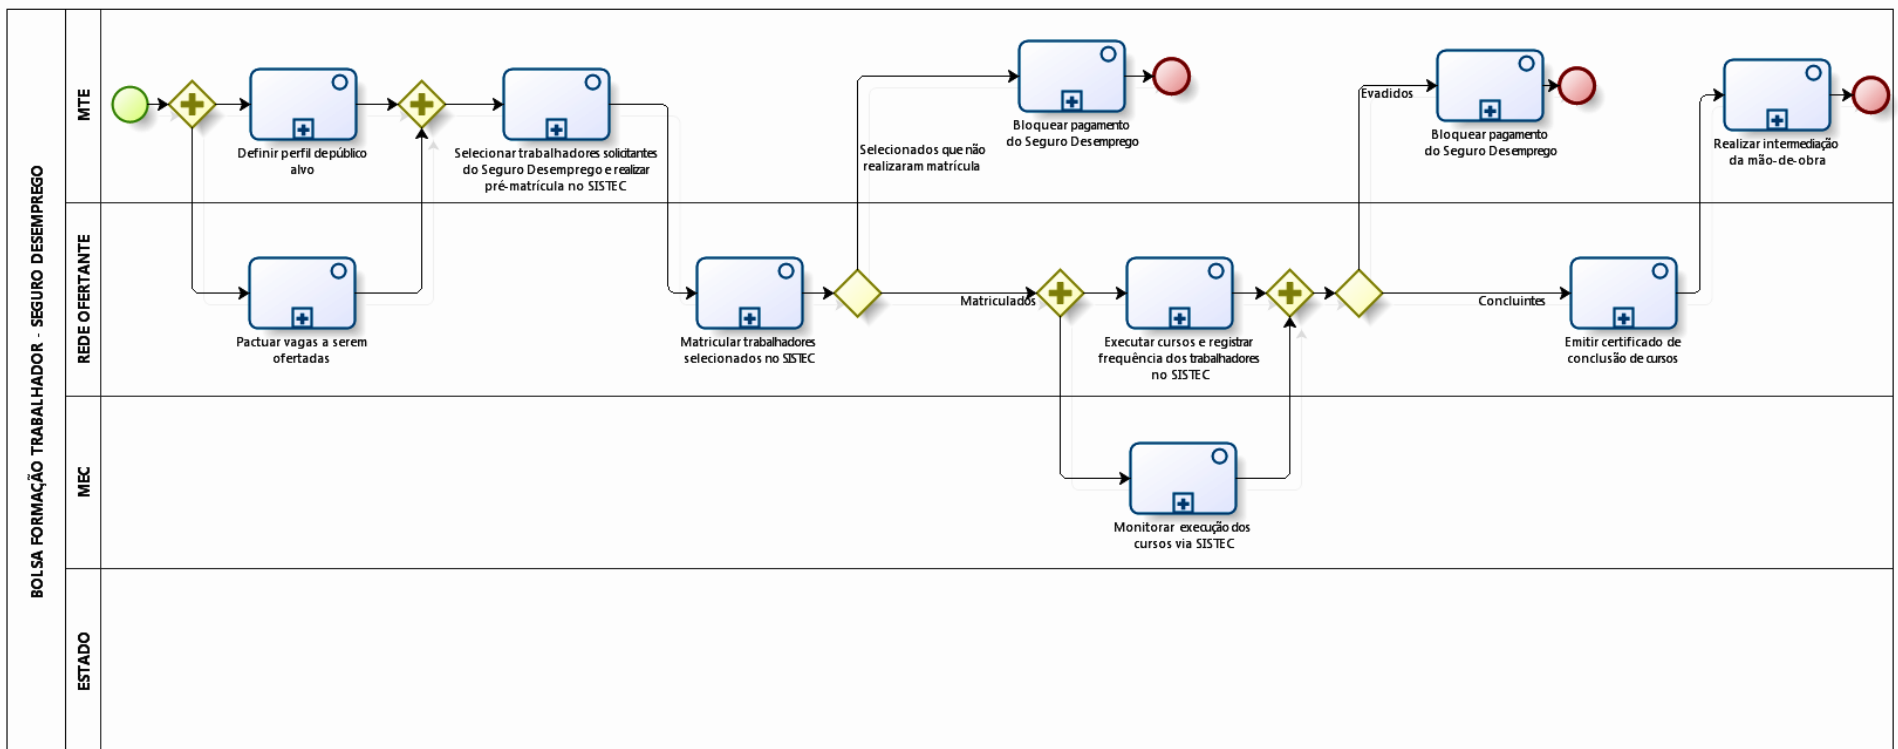 BOLSA FORMAÇÃO TRABALHADOR - SEGURO DESEMPREGO
MTE
Definir perfil de público
alvo
Selecionar trabalhadores solicitantes
do Seguro Desemprego e realizar
pré-matrícula no SISTEC
Selecionados que não
realizaram matrícula
Bloquear pagamento
do Seguro Desemprego
Evadidos
Bloquear pagamento
do Seguro Desemprego
Realizar intermediação
da mão-de-obra
REDE OFERTANTE
Pactuar vagas a serem
ofertadas
Matricular trabalhadores
selecionados no SISTEC
Matriculados
Executar cursos e registrar
frequência dos trabalhadores
no SISTEC
Concluintes
Emitir certificado de
conclusão de cursos
MEC
Monitorar execução dos
cursos via SISTEC
ESTADO